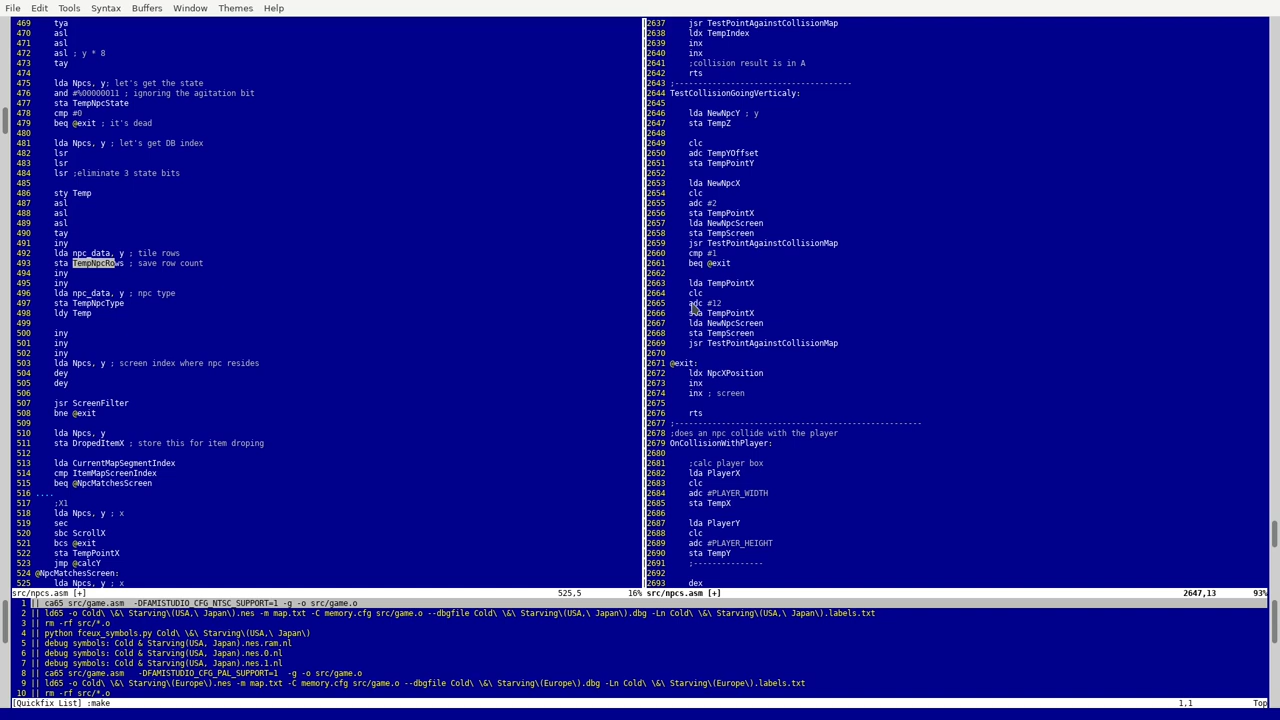 File Edit Tools Syntax Buffers Window Themes Help
469 tya
470 asl
471 asl
472 asl ; y * 8
473 tay
474
475 lda Npcs, y; let's get the state
476 and #%00000011 ; ignoring the agitation bit
477 sta TempNpcState
478 cmp #0
479 beq @exit ; it's dead
480
481 lda Npcs, y ; let's get DB index
482 lsr
483 lsr
484 lsr ;eliminate 3 state bits
485
486 sty Temp
487 asl
488 asl
489 asl
490 tay
491 iny
492 lda npc_data, y ; tile rows
493 sta TempNpcRows ; save row count
494 iny
495 iny
496 lda npc_data, y ; npc type
497 sta TempNpcType
498 ldy Temp
499
500 iny
501 iny
502 iny
503 lda Npcs, y ; screen index where npc resides
504 dey
505 dey
506
507 jsr ScreenFilter
508 bne @exit
509
510 lda Npcs, y
511 sta DropedItemX ; store this for item droping
512
513 lda CurrentMapSegmentIndex
514 cmp ItemMapScreenIndex
515 beq @NpcMatchesScreen
516 ....
517 ;X1
518 lda Npcs, y ; x
519 sec
520 sbc ScrollX
521 bcs @exit
522 sta TempPointX
523 jmp @calcY
524 @NpcMatchesScreen:
525 lda Npcs, y ; x
src/npcs.asm [+] 525,5 16%
2637 jsr TestPointAgainstCollisionMap
2638 ldx TempIndex
2639 inx
2640 inx
2641 ;collision result is in A
2642 rts
2643 ;--------------------------------------
2644 TestCollisionGoingVerticaly:
2645
2646 lda NewNpcY ; y
2647 sta TempZ
2648
2649 clc
2650 adc TempYOffset
2651 sta TempPointY
2652
2653 lda NewNpcX
2654 clc
2655 adc #2
2656 sta TempPointX
2657 lda NewNpcScreen
2658 sta TempScreen
2659 jsr TestPointAgainstCollisionMap
2660 cmp #1
2661 beq @exit
2662
2663 lda TempPointX
2664 clc
2665 adc #12
2666 sta TempPointX
2667 lda NewNpcScreen
2668 sta TempScreen
2669 jsr TestPointAgainstCollisionMap
2670
2671 @exit:
2672 ldx NpcXPosition
2673 inx
2674 inx ; screen
2675
2676 rts
2677 ;-----------------------------------------------------
2678 ;does an npc collide with the player
2679 OnCollisionWithPlayer:
2680
2681 ;calc player box
2682 lda PlayerX
2683 clc
2684 adc #PLAYER_WIDTH
2685 sta TempX
2686
2687 lda PlayerY
2688 clc
2689 adc #PLAYER_HEIGHT
2690 sta TempY
2691 ;---------------
2692
2693 dex
src/npcs.asm [+] 2647,13 93%
1 || ca65 src/game.asm -DFAMISTUDIO_CFG_NTSC_SUPPORT=1 -g -o src/game.o
2 || ld65 -o Cold\ \&\ Starving\(USA,\ Japan\).nes -m map.txt -C memory.cfg src/game.o --dbgfile Cold\ \&\ Starving\(USA,\ Japan\).dbg -Ln Cold\ \&\ Starving\(USA,\ Japan\).labels.txt
3 || rm -rf src/*.o
4 || python fceux_symbols.py Cold\ \&\ Starving\(USA,\ Japan\)
5 || debug symbols: Cold & Starving(USA, Japan).nes.ram.nl
6 || debug symbols: Cold & Starving(USA, Japan).nes.0.nl
7 || debug symbols: Cold & Starving(USA, Japan).nes.1.nl
8 || ca65 src/game.asm -DFAMISTUDIO_CFG_PAL_SUPPORT=1 -g -o src/game.o
9 || ld65 -o Cold\ \&\ Starving\(Europe\).nes -m map.txt -C memory.cfg src/game.o --dbgfile Cold\ \&\ Starving\(Europe\).dbg -Ln Cold\ \&\ Starving\(Europe\).labels.txt
10 || rm -rf src/*.o
[Quickfix List] :make 1,1 Top